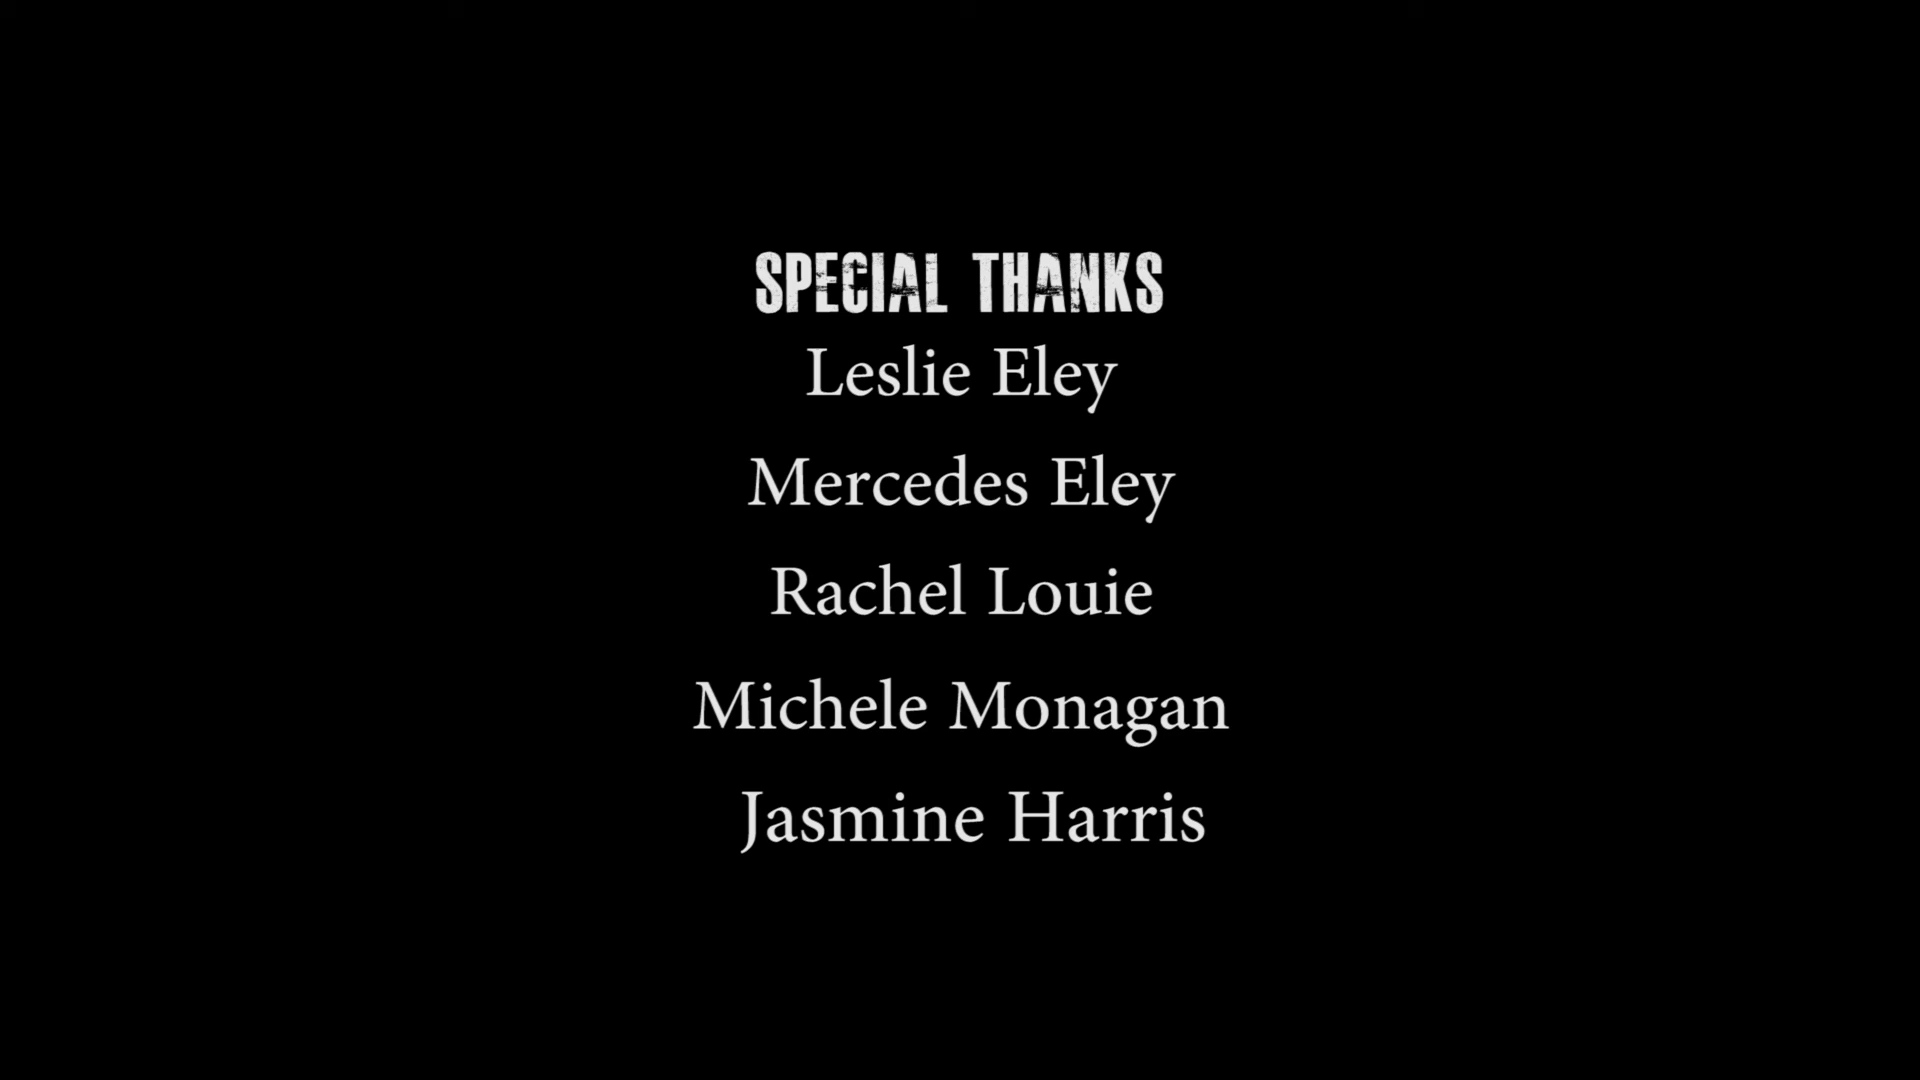 SPECIAL THANKS
Leslie Eley
Mercedes Eley
Rachel Louie
Michele Monagan
Jasmine Harris